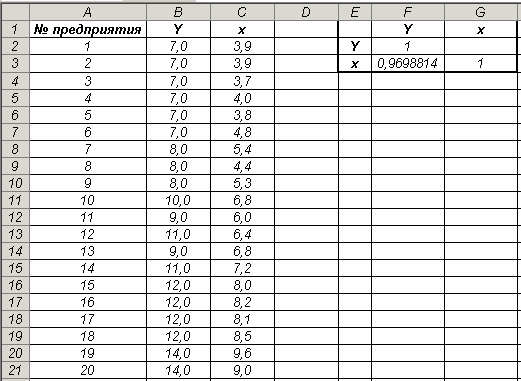 A B C D E F G
1 № предприятия Y x Y x
2 1 7,0 3,9 Y 1
3 2 7,0 3,9 x 0,9698814 1
4 3 7,0 3,7
5 4 7,0 4,0
6 5 7,0 3,8
7 6 7,0 4,8
8 7 8,0 5,4
9 8 8,0 4,4
10 9 8,0 5,3
11 10 10,0 6,8
12 11 9,0 6,0
13 12 11,0 6,4
14 13 9,0 6,8
15 14 11,0 7,2
16 15 12,0 8,0
17 16 12,0 8,2
18 17 12,0 8,1
19 18 12,0 8,5
20 19 14,0 9,6
21 20 14,0 9,0